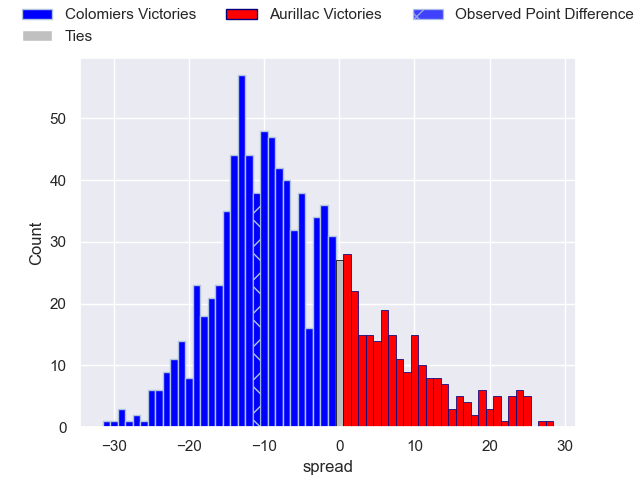 Colomiers Victories
Aurillac Victories
Observed Point Difference
Ties
50
40
30
20
10
0
Count
−30
−20
−10
0
10
20
30
spread